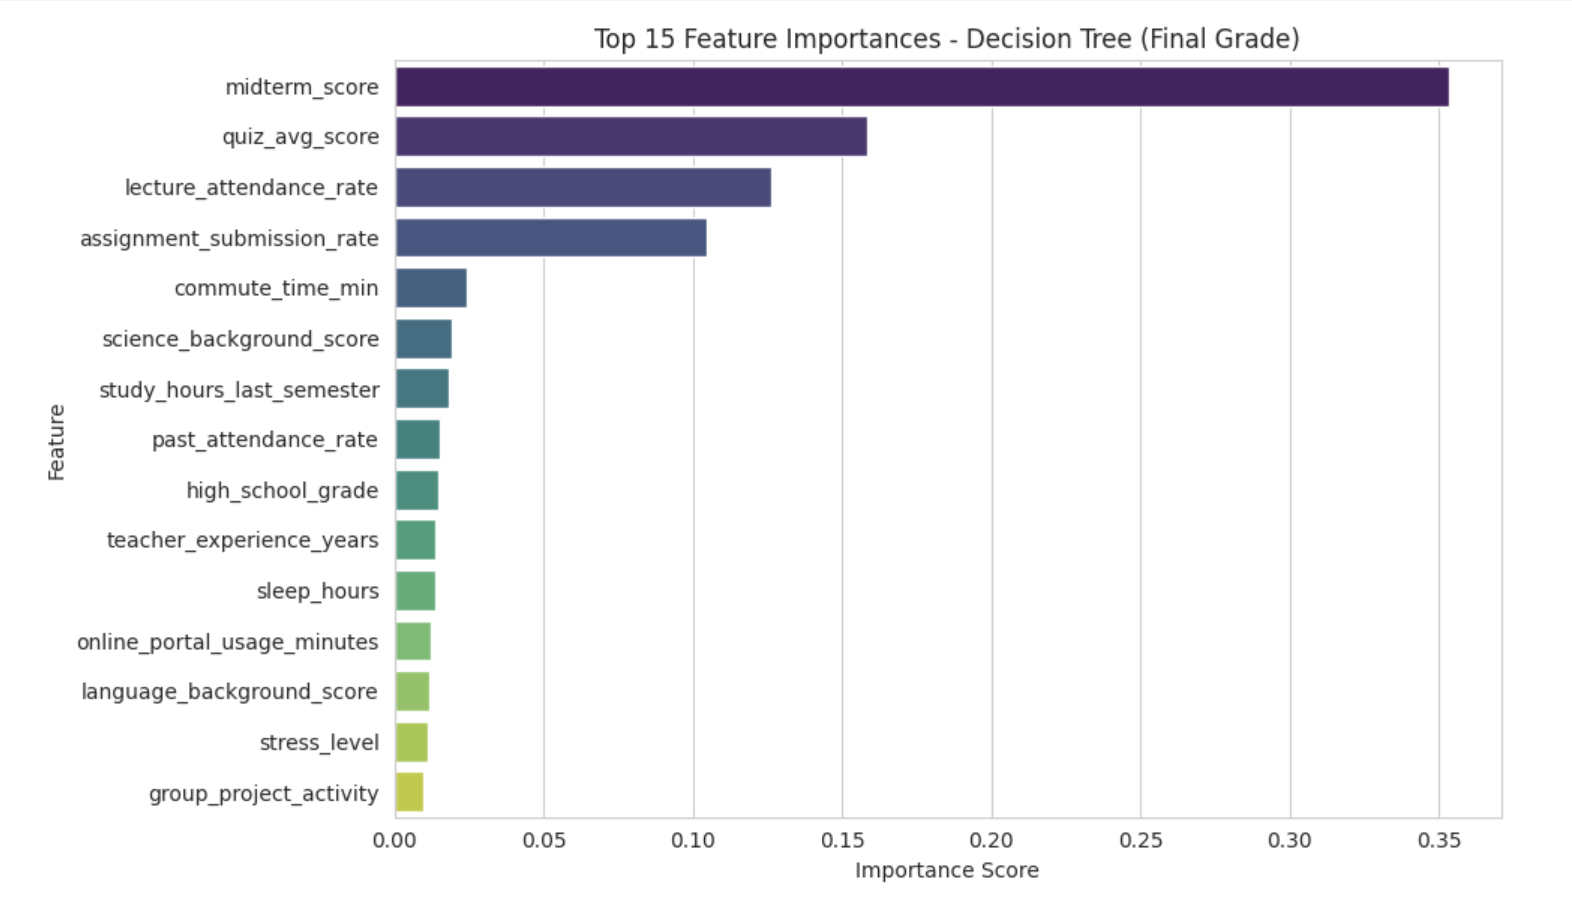 Top 15 Feature Importances - Decision Tree (Final Grade)
midterm_score
quiz_avg_score
lecture_attendance_rate
assignment_submission_rate
commute_time_min
science_background_score
study_hours_last_semester
past_attendance_rate
high_school_grade
teacher_experience_years
sleep_hours
online_portal_usage_minutes
language_background_score
stress_level
group_project_activity
Feature
0.00 0.05 0.10 0.15 0.20 0.25 0.30 0.35
Importance Score